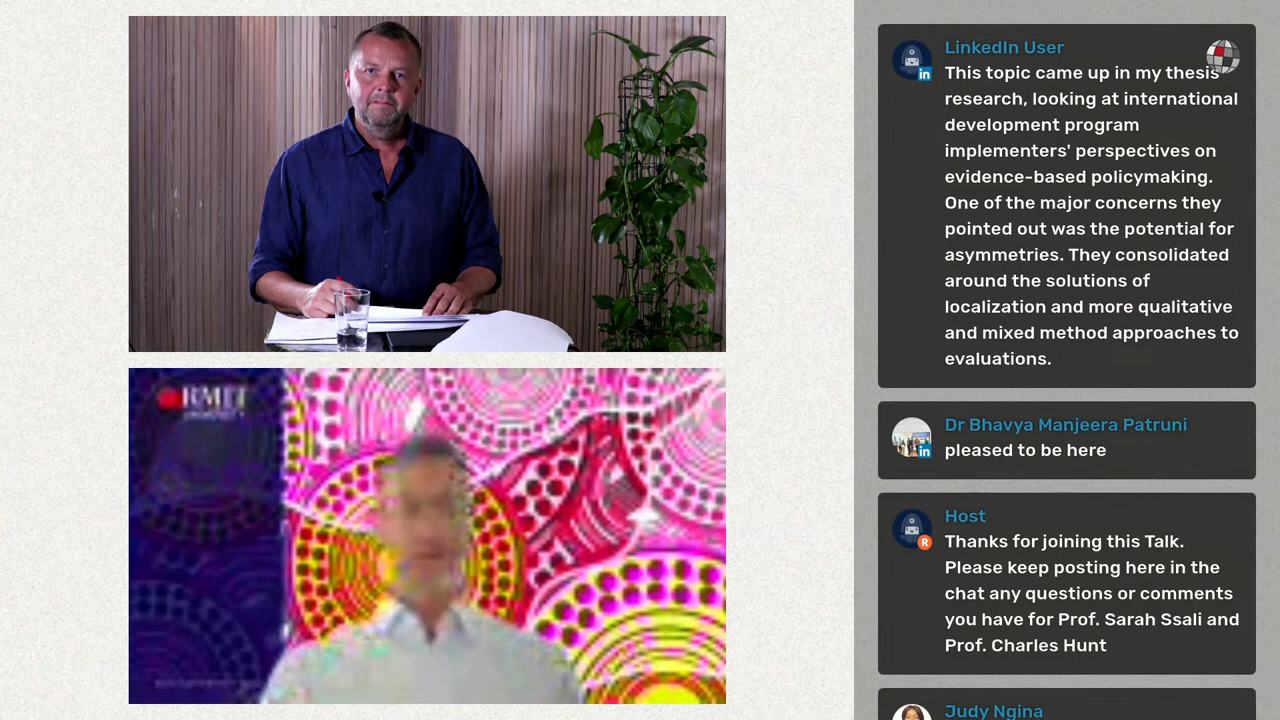 RMIT
LinkedIn User
This topic came up in my thesis
research, looking at international
development program
implementers' perspectives on
evidence-based policymaking.
One of the major concerns they
pointed out was the potential for
asymmetries. They consolidated
around the solutions of
localization and more qualitative
and mixed method approaches to
evaluations.
in
Dr Bhavya Manjeera Patruni
pleased to be here
in
Host
Thanks for joining this Talk.
Please keep posting here in the
chat any questions or comments
you have for Prof. Sarah Ssali and
Prof. Charles Hunt
R
Judy Ngina